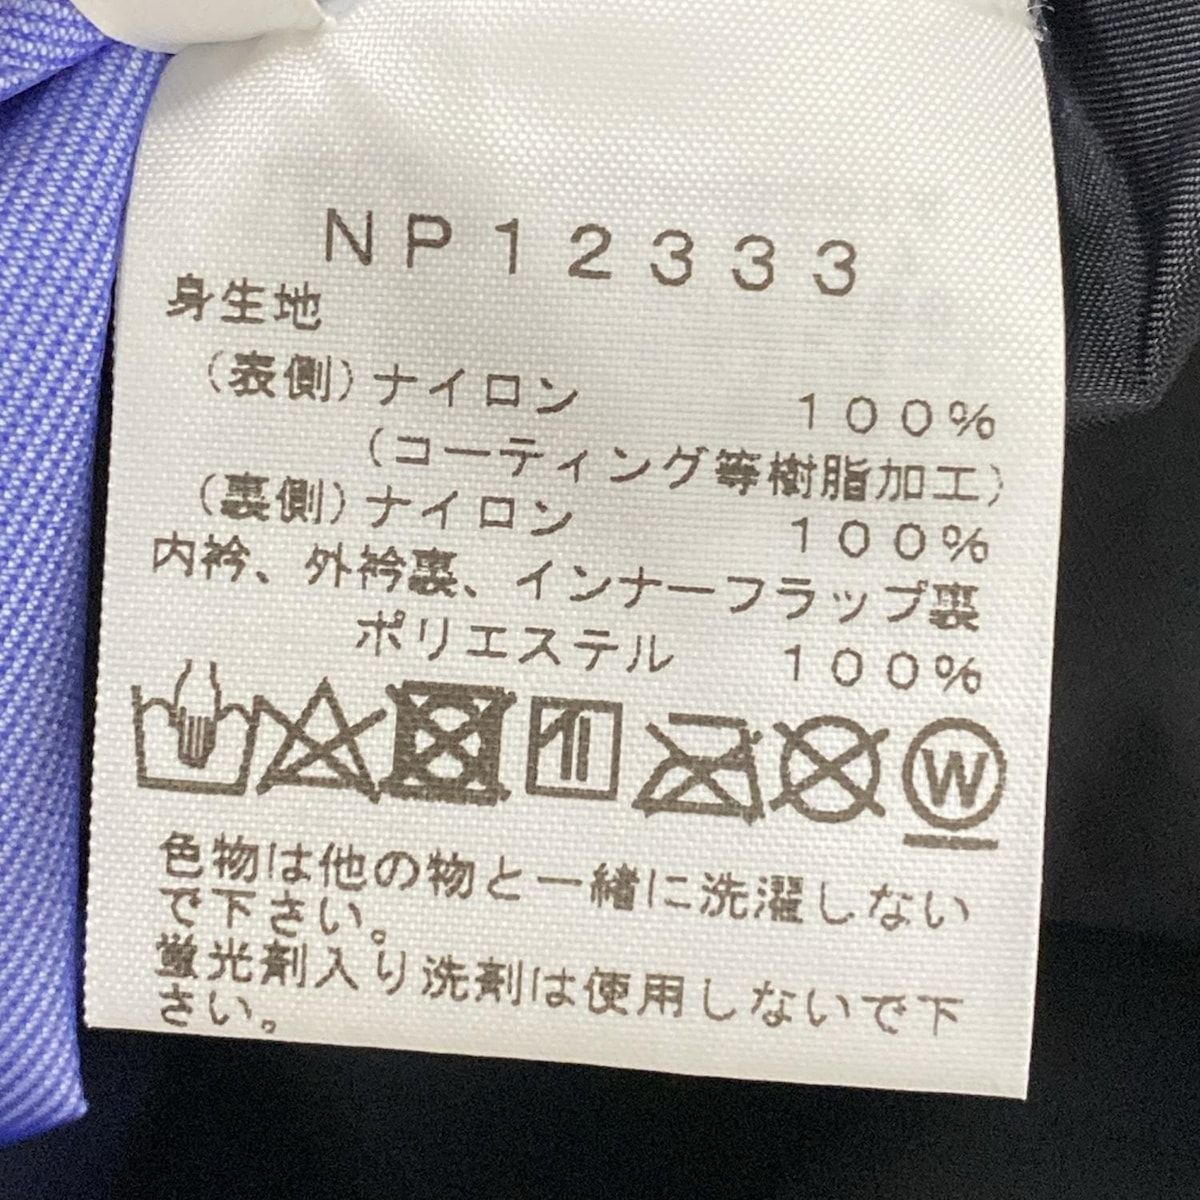 NP12333
身生地
(表側)ナイロン 100%
(コーティング等樹脂加工)
(裏側)ナイロン 100%
内衿、外衿裏、インナーフラップ裏
ポリエステル 100%
W
色物は他の物と一緒に洗濯しない
で下さい。
蛍光剤入り洗剤は使用しないで下
さい。